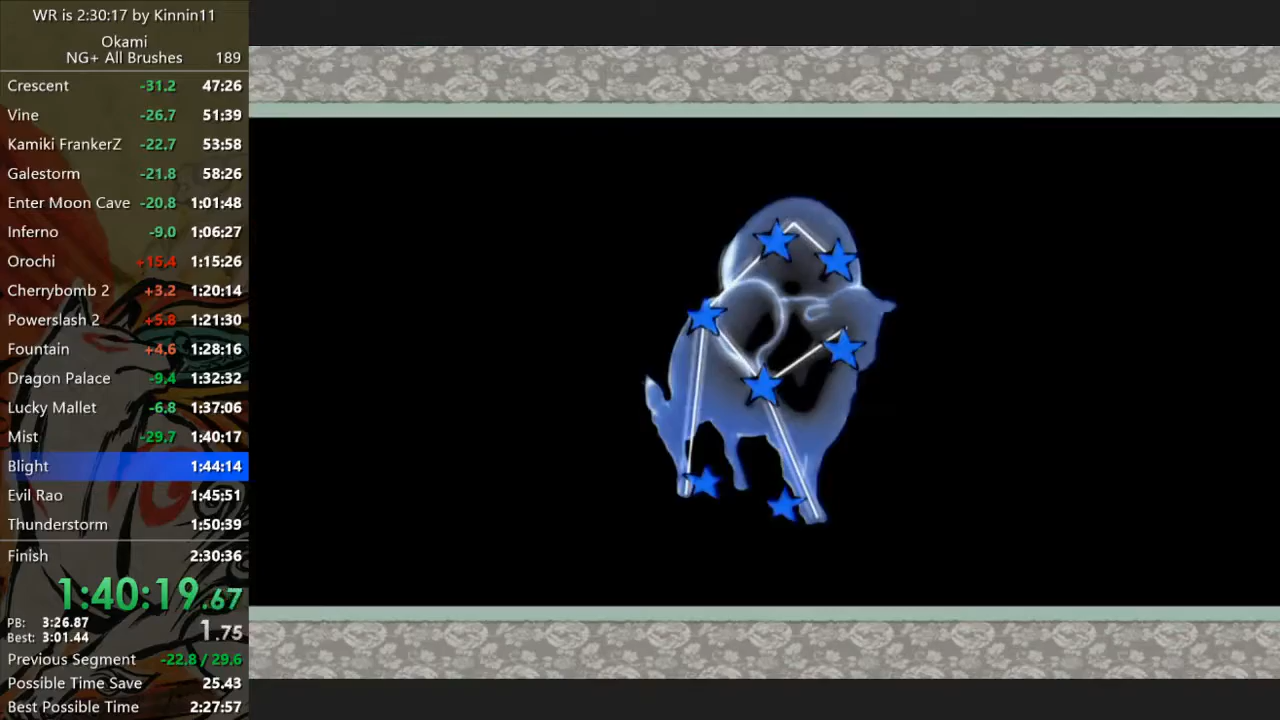 WR is 2:30:17 by Kinnin11
Okami
NG+ All Brushes 189
Crescent -31.2 47:26
Vine -26.7 51:39
Kamiki FrankerZ -22.7 53:58
Galestorm -21.8 58:26
Enter Moon Cave -20.8 1:01:48
Inferno -9.0 1:06:27
Orochi +15.4 1:15:26
Cherrybomb 2 +3.2 1:20:14
Powerslash 2 +5.8 1:21:30
Fountain +4.6 1:28:16
Dragon Palace -9.4 1:32:32
Lucky Mallet -6.8 1:37:06
Mist -29.7 1:40:17
Blight 1:44:14
Evil Rao 1:45:51
Thunderstorm 1:50:39
Finish 2:30:36
1:40:19.67
PB: 3:26.87
Best: 3:01.44 1.75
Previous Segment -22.8 / 29.6
Possible Time Save 25.43
Best Possible Time 2:27:57